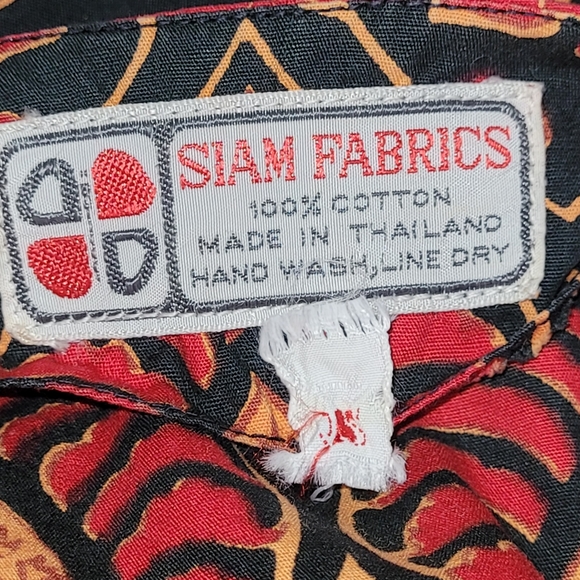 SIAM FABRICS
100% COTTON
MADE IN THAILAND
HAND WASH, LINE DRY